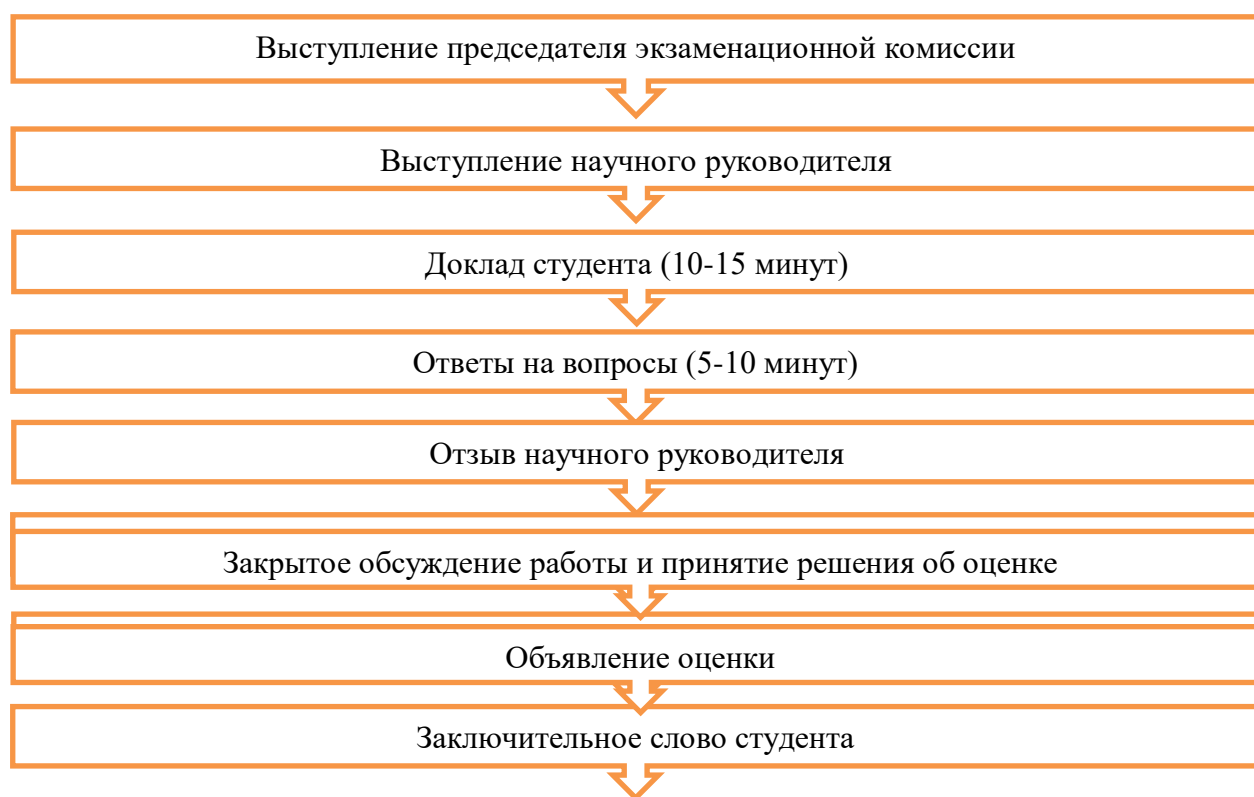 Выступление председателя экзаменационной комиссии
Выступление научного руководителя
Доклад студента (10-15 минут)
Ответы на вопросы (5-10 минут)
Отзыв научного руководителя
Закрытое обсуждение работы и принятие решения об оценке
Объявление оценки
Заключительное слово студента